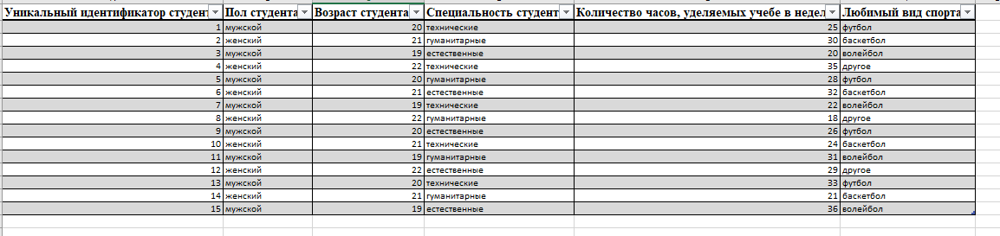 Уникальный идентификатор студент Пол студента Возраст студента Специальность студент Количество часов, уделяемых учебе в недел Любимый вид спорта
1 мужской 20 технические 25 футбол
2 женский 21 гуманитарные 30 баскетбол
3 мужской 19 естественные 20 волейбол
4 женский 22 технические 35 другое
5 мужской 20 гуманитарные 28 футбол
6 женский 21 естественные 32 баскетбол
7 мужской 19 технические 22 волейбол
8 женский 22 гуманитарные 18 другое
9 мужской 20 естественные 26 футбол
10 женский 21 технические 24 баскетбол
11 мужской 19 гуманитарные 31 волейбол
12 женский 22 естественные 29 другое
13 мужской 20 технические 33 футбол
14 женский 21 гуманитарные 21 баскетбол
15 мужской 19 естественные 36 волейбол